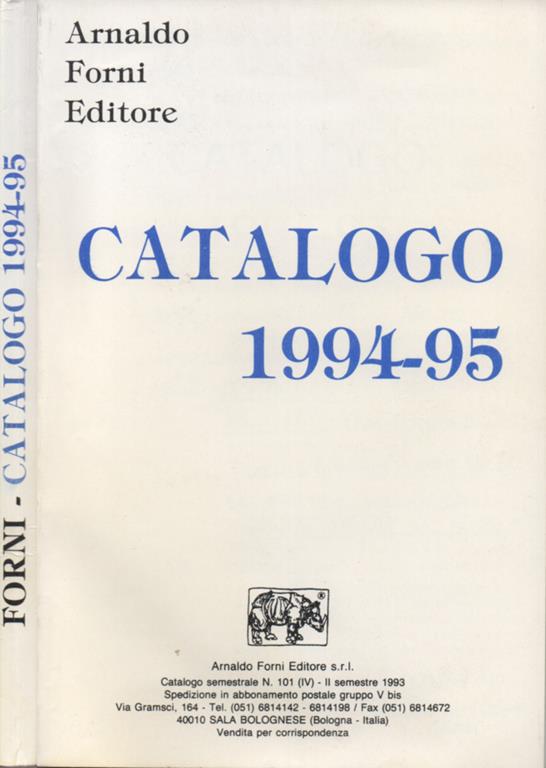 FORNI - CATALOGO 1994-95
Arnaldo
Forni
Editore
CATALOGO
1994-95
®
Arnaldo Forni Editore s.r.l.
Catalogo semestrale N. 101 (IV) - II semestre 1993
Spedizione in abbonamento postale gruppo V bis
Via Gramsci, 164 - Tel. (051) 6814142 - 6814198 / Fax (051) 6814672
40010 SALA BOLOGNESE (Bologna - Italia)
Vendita per corrispondenza